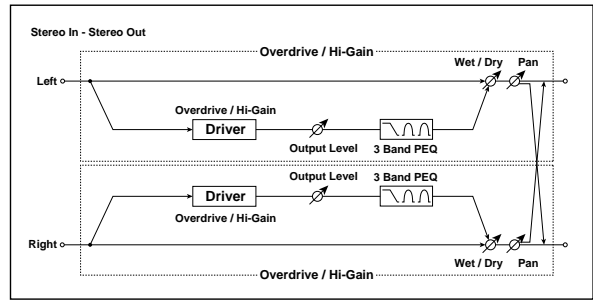 Stereo In - Stereo Out
Overdrive / Hi-Gain
Wet / Dry Pan
Left
Overdrive / Hi-Gain
Driver
Output Level 3 Band PEQ
Output Level 3 Band PEQ
Driver
Overdrive / Hi-Gain
Right
Wet / Dry Pan
Overdrive / Hi-Gain